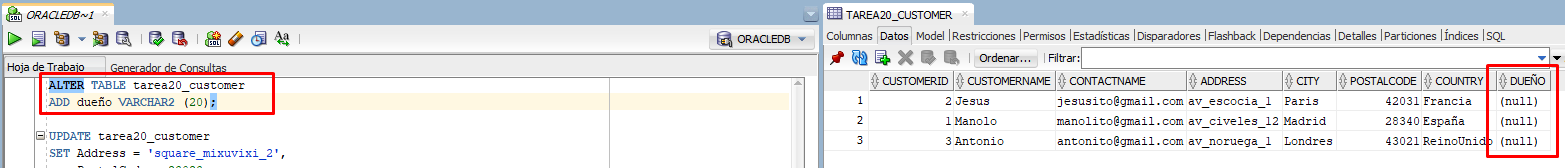 ORACLEDB~1
ORACLEDB
Hoja de Trabajo Generador de Consultas
ALTER TABLE tarea20_customer
ADD dueño VARCHAR2 (20);
UPDATE tarea20_customer
SET Address = 'square_mixuvixi_2',
TAREA20_CUSTOMER
Columnas Datos Model Restricciones Permisos Estadísticas Disparadores Flashback Dependencias Detalles Particiones Índices SQL
Ordenar... Filtrar:
CUSTOMERID CUSTOMERNAME CONTACTNAME ADDRESS CITY POSTALCODE COUNTRY DUEÑO
1 2 Jesus jesusito@gmail.com av_escocia_1 Paris 42031 Francia (null)
2 1 Manolo manolito@gmail.com av_civeles_12 Madrid 28340 España (null)
3 3 Antonio antonito@gmail.com av_noruega_1 Londres 43021 ReinoUnido (null)